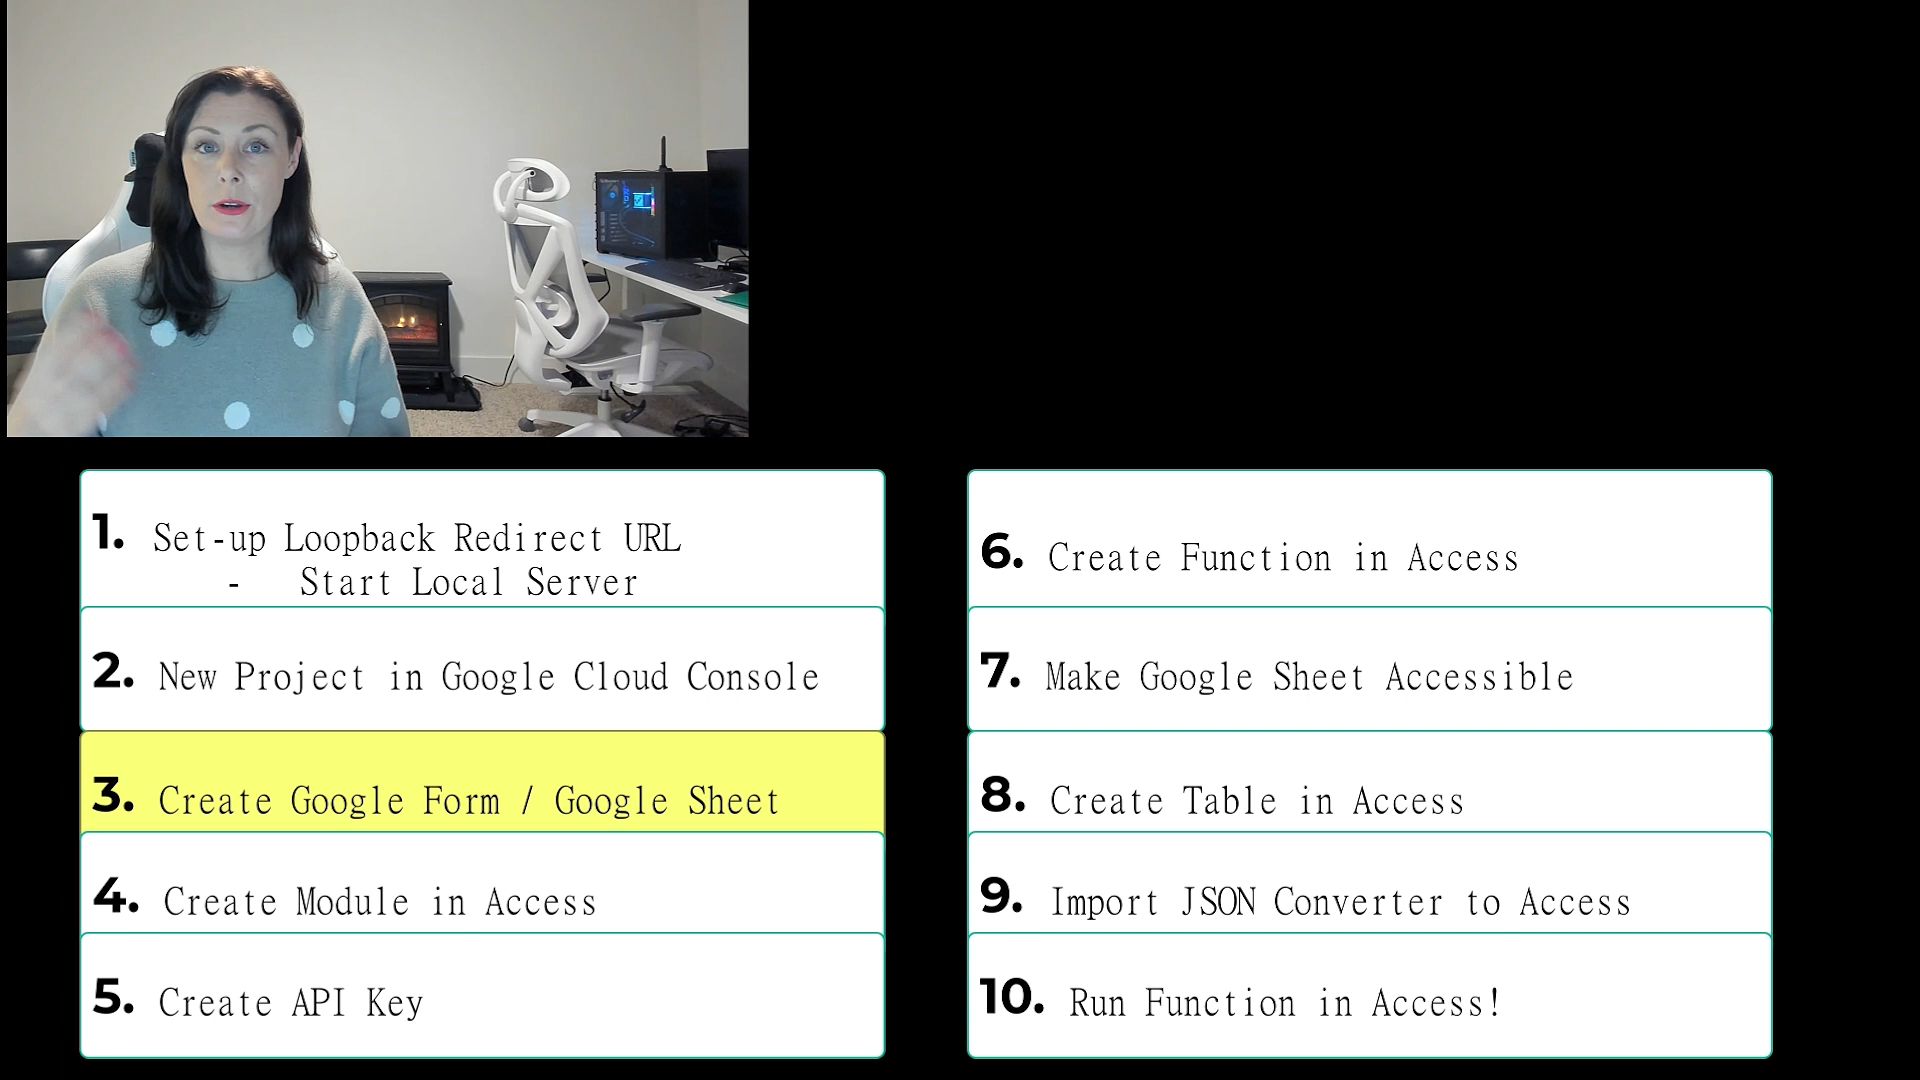 1. Set-up Loopback Redirect URL
- Start Local Server
2. New Project in Google Cloud Console
3. Create Google Form / Google Sheet
4. Create Module in Access
5. Create API Key
6. Create Function in Access
7. Make Google Sheet Accessible
8. Create Table in Access
9. Import JSON Converter to Access
10. Run Function in Access!